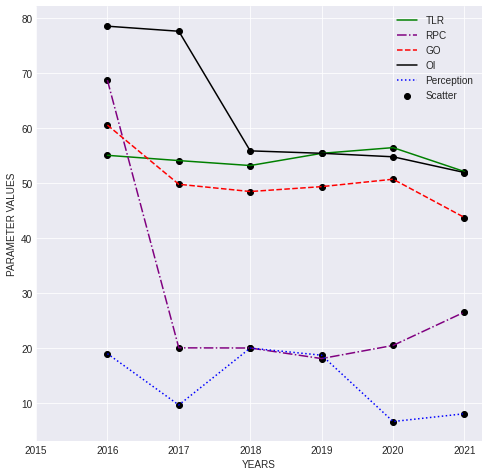 80
70
60
50
40
30
20
10
PARAMETER VALUES
2015 2016 2017 2018 2019 2020 2021
YEARS
TLR
RPC
GO
OI
Perception
Scatter